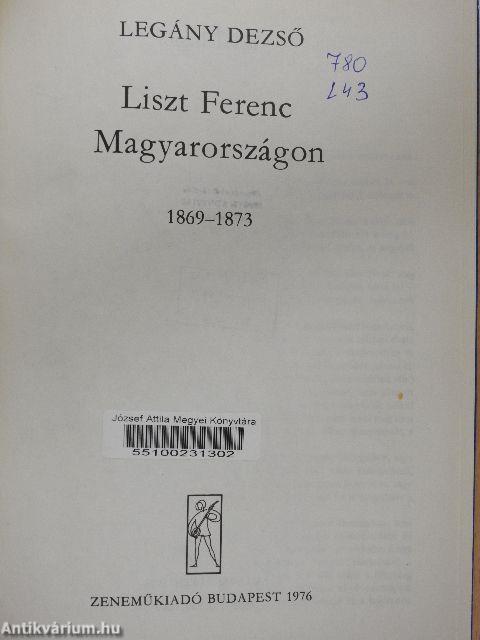 LEGÁNY DEZSŐ
780
L43
Liszt Ferenc
Magyarországon
1869–1873
József Attila Megyei Könyvtára
55100231302
ZENEMŰKIADÓ BUDAPEST 1976
Antikvárium.hu